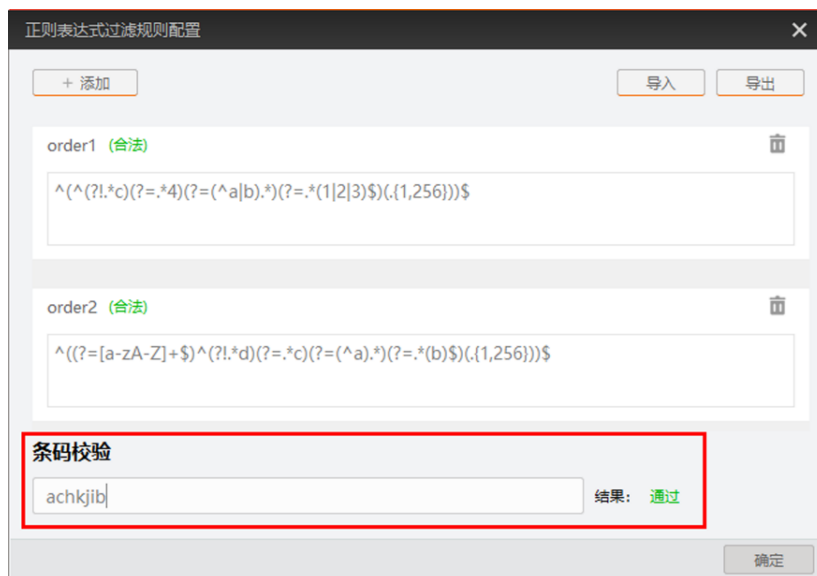 正则表达式过滤规则配置
+ 添加 导入 导出
order1 (合法)
^(^(?!.*c)(?=.*4)(?=(^a|b).*)(?=.*(1|2|3)$)(.{1,256}))$
order2 (合法)
^((?=[a-zA-Z]+$)^(?!.*d)(?=.*c)(?=(^a).*)(?=.*(b)$)(.{1,256}))$
条码校验
achkjib 结果: 通过
确定